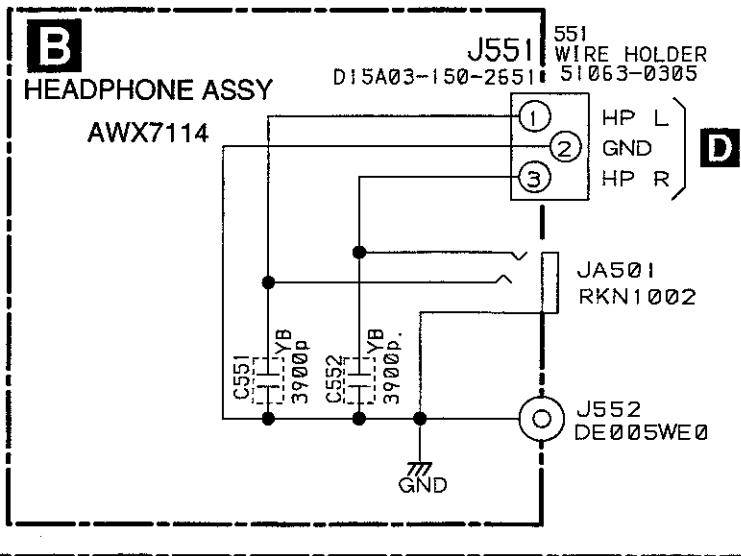 B
HEADPHONE ASSY
AWX7114
J551
D15A03-150-2651
551
WIRE HOLDER
51063-0305
1
HP L
2
GND
3
HP R
D
JA501
RKN1002
C551
YB
3900p
C552
YB
3900p.
J552
DE005WE0
GND